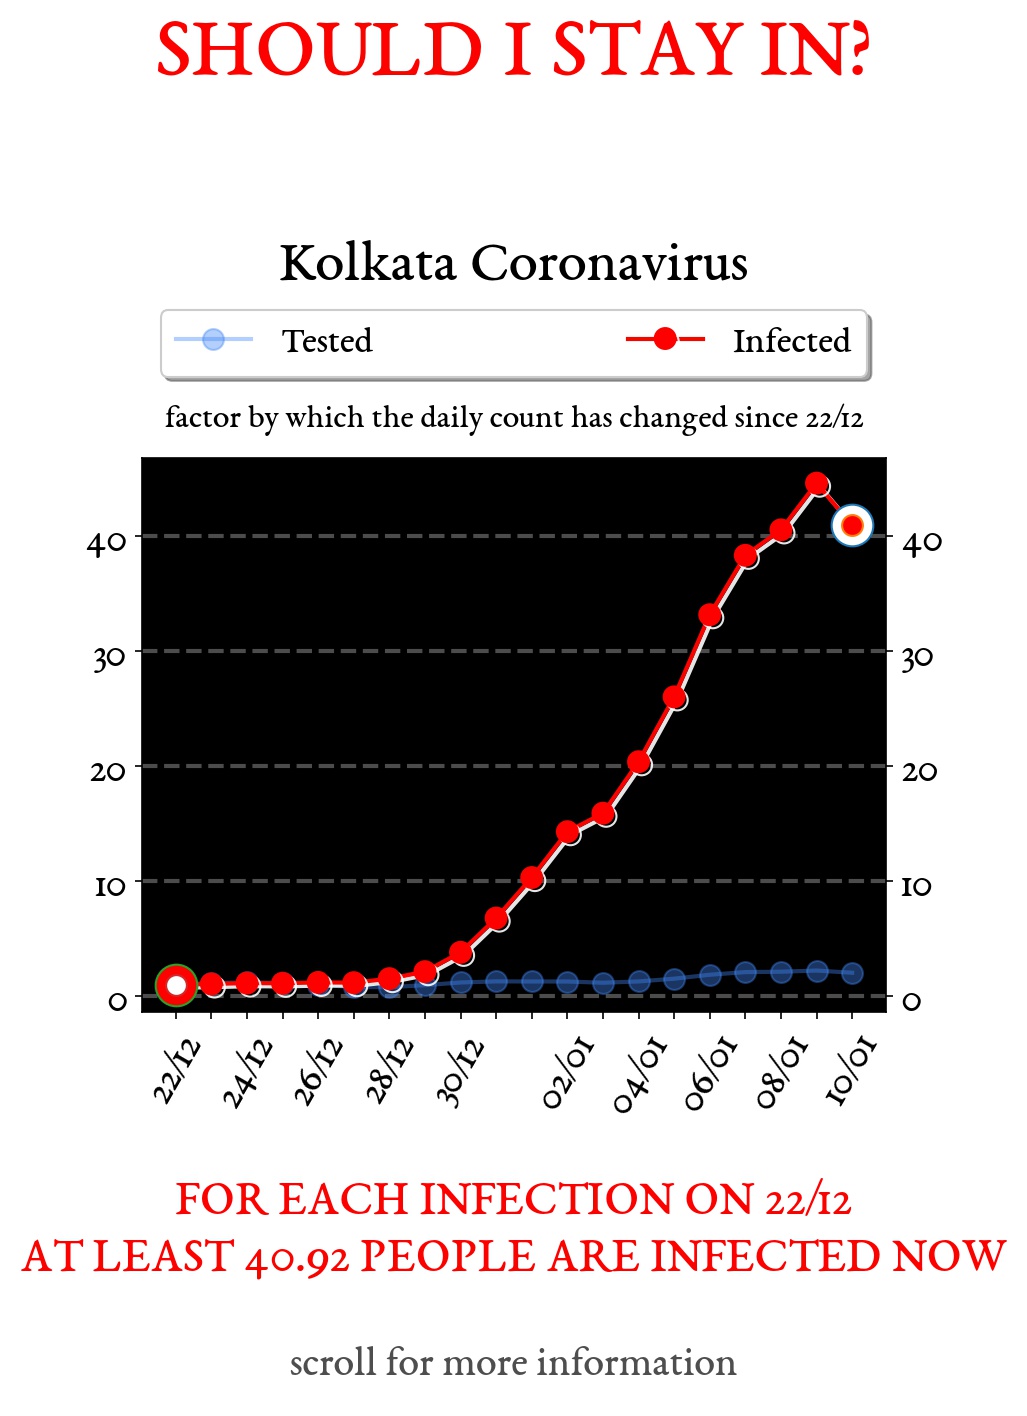 SHOULD I STAY IN?
Kolkata Coronavirus
Tested Infected
factor by which the daily count has changed since 22/12
40 40
30 30
20 20
10 10
0 0
22/12 24/12 26/12 28/12 30/12 02/01 04/01 06/01 08/01 10/01
FOR EACH INFECTION ON 22/12
AT LEAST 40.92 PEOPLE ARE INFECTED NOW
scroll for more information